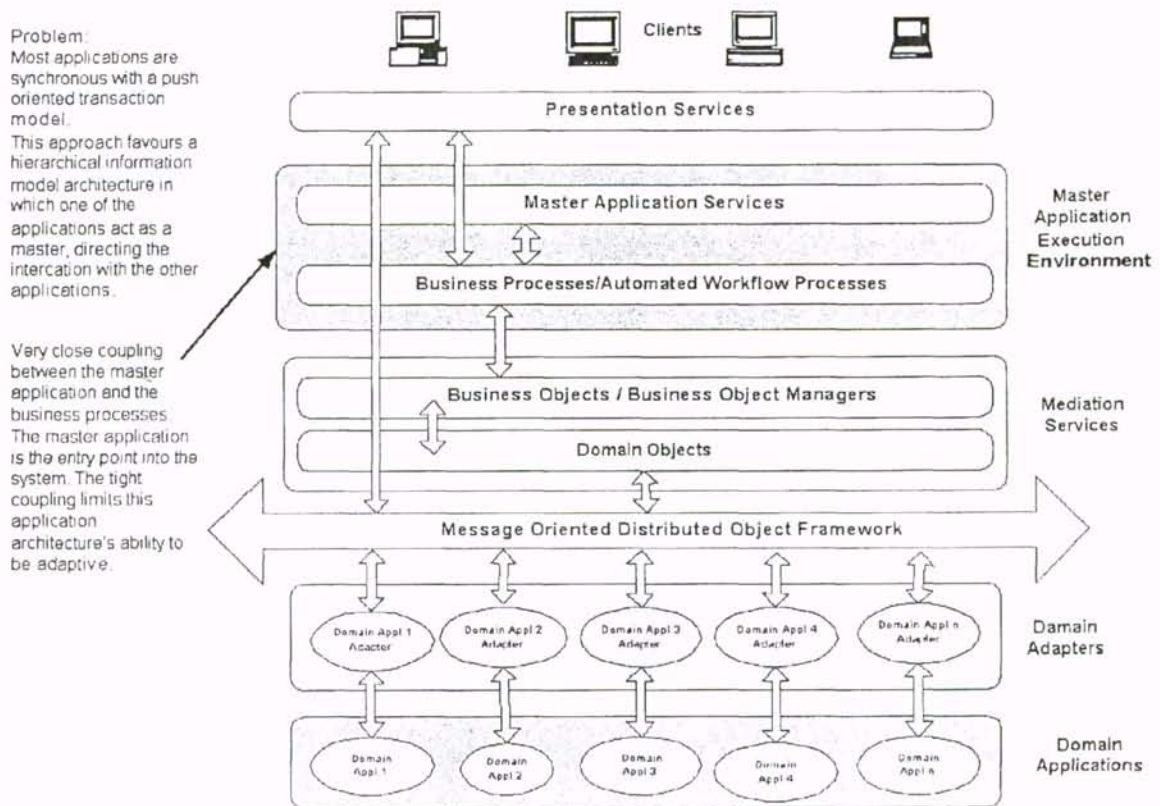 Problem:
Most applications are
synchronous with a push
oriented transaction
model.
This approach favours a
hierarchical information
model architecture in
which one of the
applications act as a
master, directing the
intercation with the other
applications.
Very close coupling
between the master
application and the
business processes.
The master application
is the entry point into the
system. The tight
coupling limits this
application
architecture's ability to
be adaptive.
Clients
Presentation Services
Master Application Services
Business Processes/Automated Workflow Processes
Master
Application
Execution
Environment
Business Objects / Business Object Managers
Domain Objects
Mediation
Services
Message Oriented Distributed Object Framework
Domain Appl 1
Adapter
Domain Appl 2
Adapter
Domain Appl 3
Adapter
Domain Appl 4
Adapter
Domain Appl n
Adapter
Damain
Adapters
Domain
Appl 1
Domain
Appl 2
Domain
Appl 3
Domain
Appl 4
Domain
Appl n
Domain
Applications